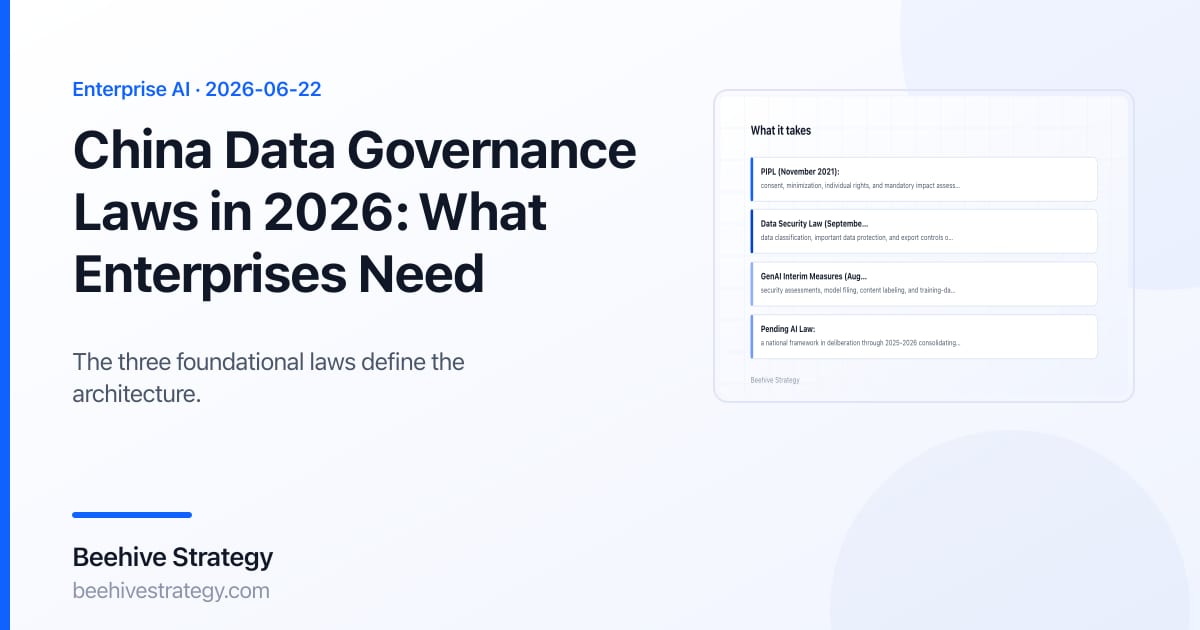 Enterprise AI · 2026-06-22
China Data Governance
Laws in 2026: What
Enterprises Need
The three foundational laws define the
architecture.
Beehive Strategy
beehivestrategy.com
What it takes
PIPL (November 2021):
consent, minimization, individual rights, and mandatory impact assess...
Data Security Law (Septembe...
data classification, important data protection, and export controls o...
GenAI Interim Measures (Aug...
security assessments, model filing, content labeling, and training-da...
Pending AI Law:
a national framework in deliberation through 2025–2026 consolidating...
Beehive Strategy